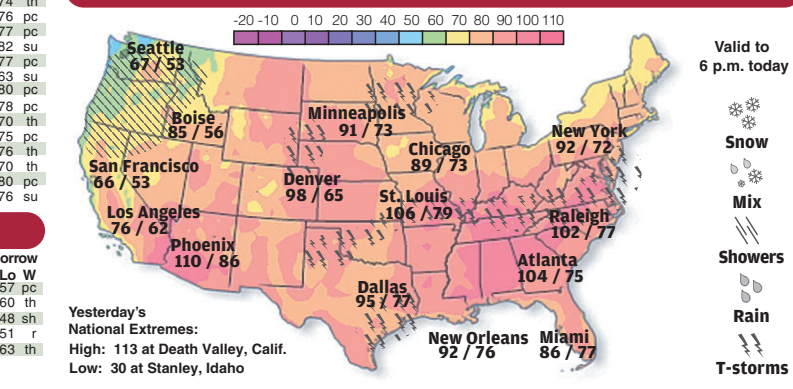 74 th
76 pc
77 pc
82 su
77 pc
63 su
80 pc
78 pc
70 th
75 pc
76 th
70 th
80 pc
76 su
orrow
Lo W
57 pc
60 th
48 sh
51 r
63 th
-20 -10 0 10 20 30 40 50 60 70 80 90 100 110
Seattle
67 / 53
Boise
85 / 56
Minneapolis
91 / 73
New York
92 / 72
Chicago
89 / 73
San Francisco
66 / 53
Denver
98 / 65
St. Louis
106 / 79
Los Angeles
76 / 62
Raleigh
102 / 77
Phoenix
110 / 86
Atlanta
104 / 75
Dallas
95 / 77
New Orleans
92 / 76
Miami
86 / 77
Yesterday's
National Extremes:
High: 113 at Death Valley, Calif.
Low: 30 at Stanley, Idaho
Valid to
6 p.m. today
Snow
Mix
Showers
Rain
T-storms